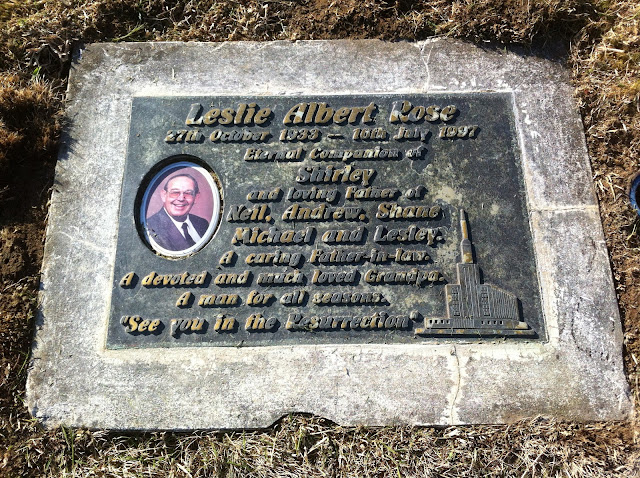 Leslie Albert Rose
27th October 1933 — 16th July 1997
Eternal Companion of
Shirley
and loving Father of
Neil, Andrew, Shane
Michael and Lesley.
A caring Father-in-law.
A devoted and much loved Grandpa.
A man for all seasons.
"See you in the Resurrection"